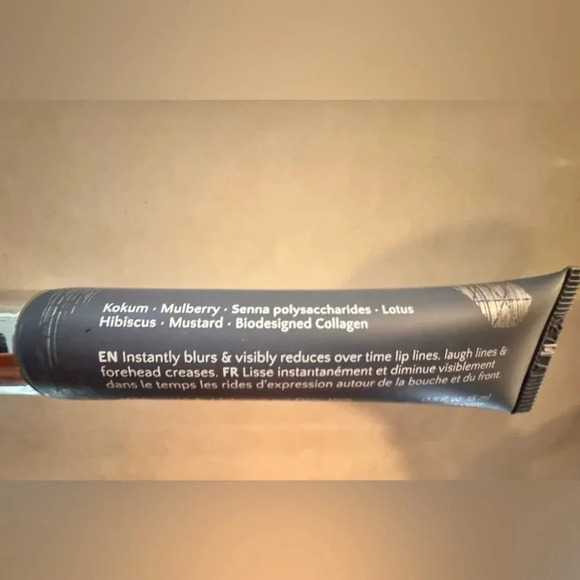 Kokum · Mulberry · Senna polysaccharides · Lotus
Hibiscus · Mustard · Biodesigned Collagen
EN Instantly blurs & visibly reduces over time lip lines, laugh lines &
forehead creases. FR Lisse instantanément et diminue visiblement
dans le temps les rides d'expression autour de la bouche et du front.